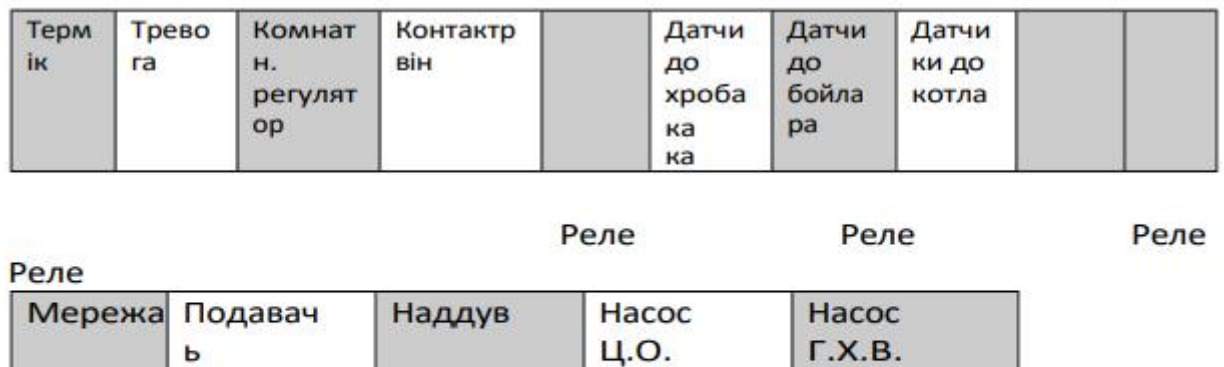 Терм
ік
Трево
га
Комнат
н.
регулят
ор
Контактр
він
Датчи
до
хроба
ка
ка
Датчи
до
бойла
ра
Датчи
ки до
котла
Реле Реле Реле
Реле
Мережа
Подавач
ь
Наддув
Насос
Ц.О.
Насос
Г.Х.В.